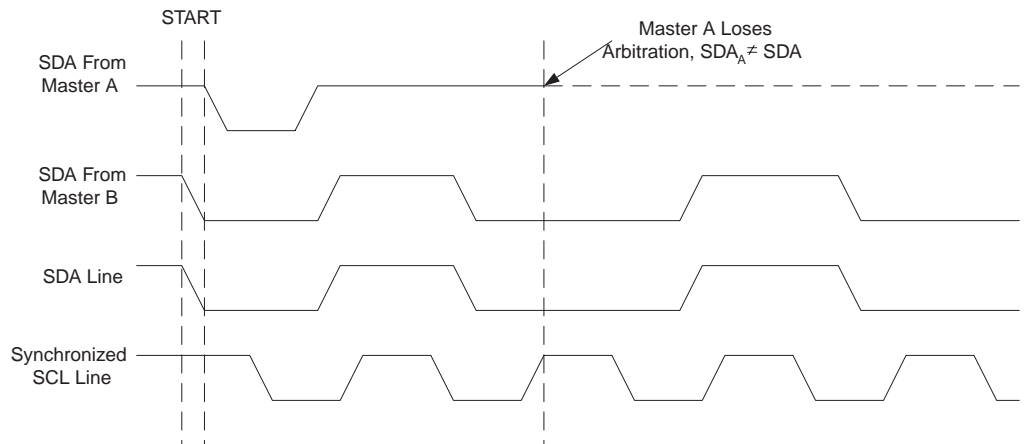 START
Master A Loses
Arbitration, SDA_A ≠ SDA
SDA From
Master A
SDA From
Master B
SDA Line
Synchronized
SCL Line